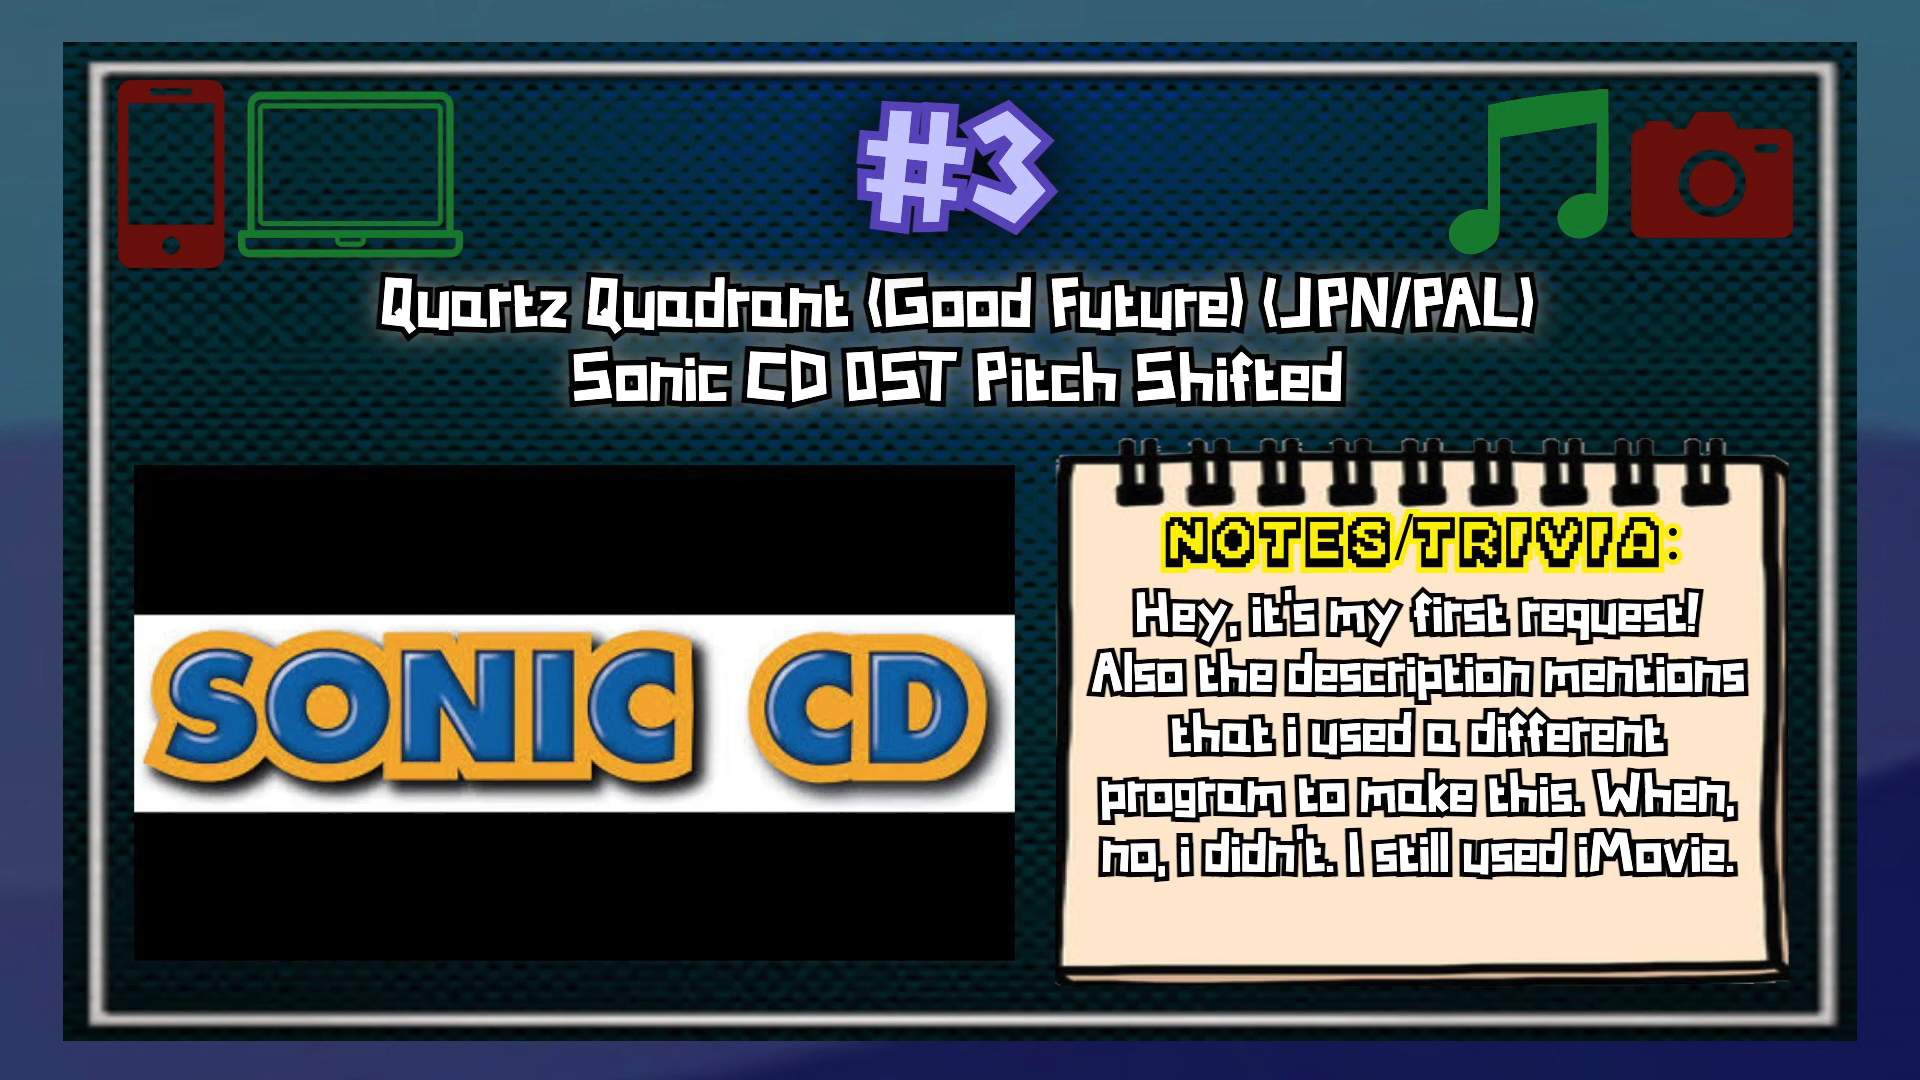 #3
Quartz Quadrant (Good Future) (JPN/PAL)
Sonic CD OST Pitch Shifted
SONIC CD
NOTES/TRIVIA:
Hey, it's my first request!
Also the description mentions
that i used a different
program to make this. When,
no, i didn't. I still used iMovie.